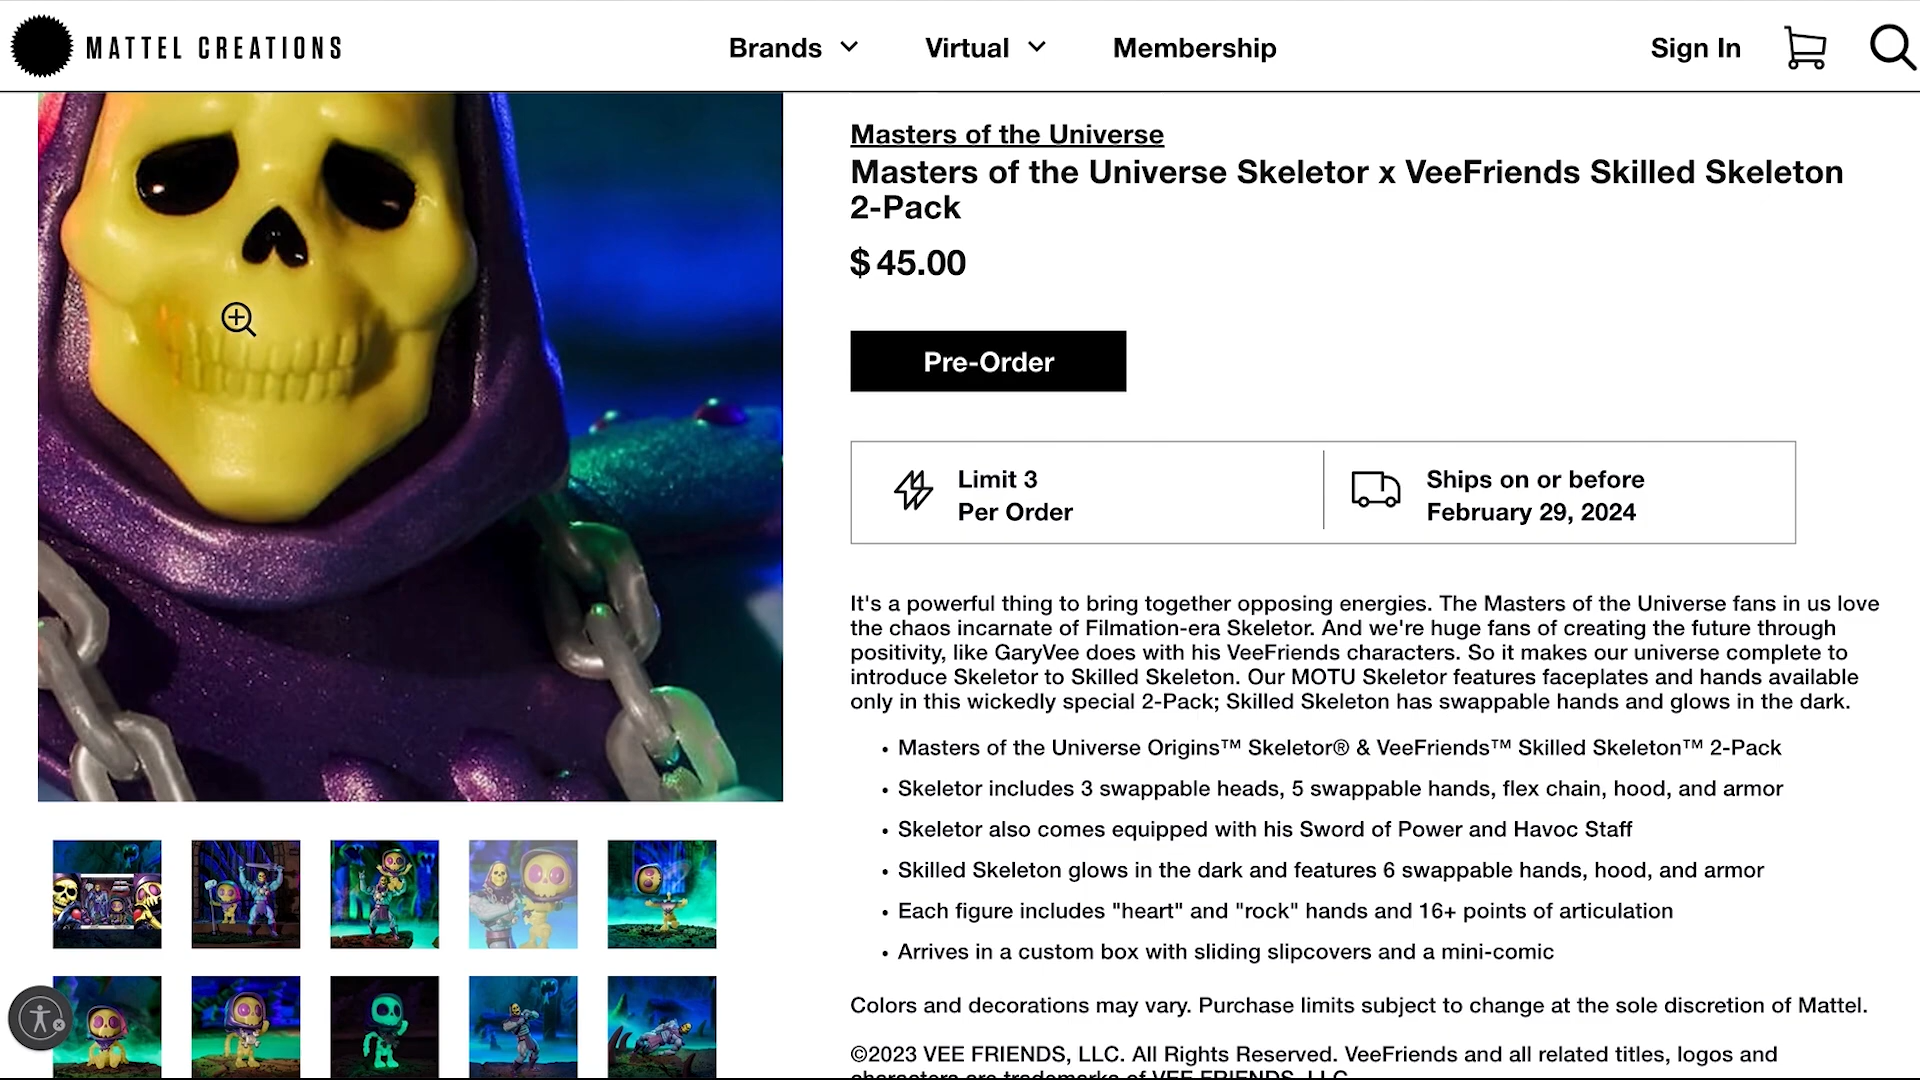 MATTEL CREATIONS
Brands
Virtual
Membership
Sign In
Masters of the Universe
Masters of the Universe Skeletor x VeeFriends Skilled Skeleton
2-Pack
$ 45.00
Pre-Order
Limit 3
Per Order
Ships on or before
February 29, 2024
It's a powerful thing to bring together opposing energies. The Masters of the Universe fans in us love
the chaos incarnate of Filmation-era Skeletor. And we're huge fans of creating the future through
positivity, like GaryVee does with his VeeFriends characters. So it makes our universe complete to
introduce Skeletor to Skilled Skeleton. Our MOTU Skeletor features faceplates and hands available
only in this wickedly special 2-Pack; Skilled Skeleton has swappable hands and glows in the dark.
• Masters of the Universe Origins™ Skeletor® & VeeFriends™ Skilled Skeleton™ 2-Pack
• Skeletor includes 3 swappable heads, 5 swappable hands, flex chain, hood, and armor
• Skeletor also comes equipped with his Sword of Power and Havoc Staff
• Skilled Skeleton glows in the dark and features 6 swappable hands, hood, and armor
• Each figure includes "heart" and "rock" hands and 16+ points of articulation
• Arrives in a custom box with sliding slipcovers and a mini-comic
Colors and decorations may vary. Purchase limits subject to change at the sole discretion of Mattel.
©2023 VEE FRIENDS, LLC. All Rights Reserved. VeeFriends and all related titles, logos and
characters are trademarks of VEE FRIENDS, LLC.